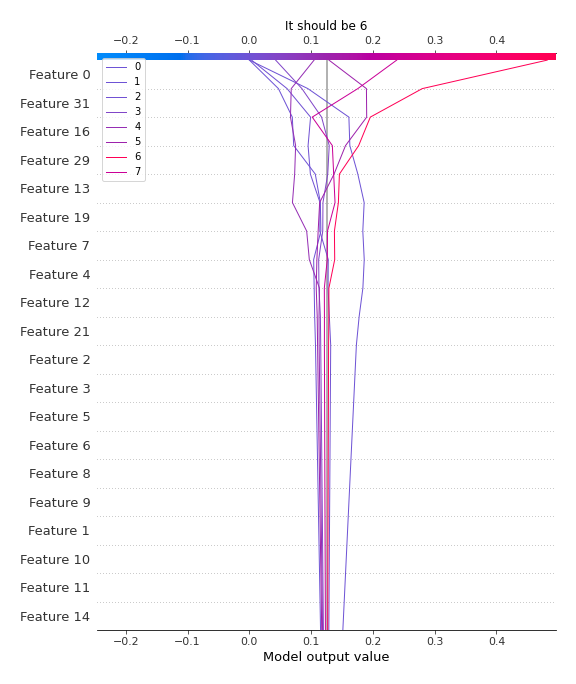 It should be 6
−0.2 −0.1 0.0 0.1 0.2 0.3 0.4
0
1
2
3
4
5
6
7
Feature 0
Feature 31
Feature 16
Feature 29
Feature 13
Feature 19
Feature 7
Feature 4
Feature 12
Feature 21
Feature 2
Feature 3
Feature 5
Feature 6
Feature 8
Feature 9
Feature 1
Feature 10
Feature 11
Feature 14
−0.2 −0.1 0.0 0.1 0.2 0.3 0.4
Model output value